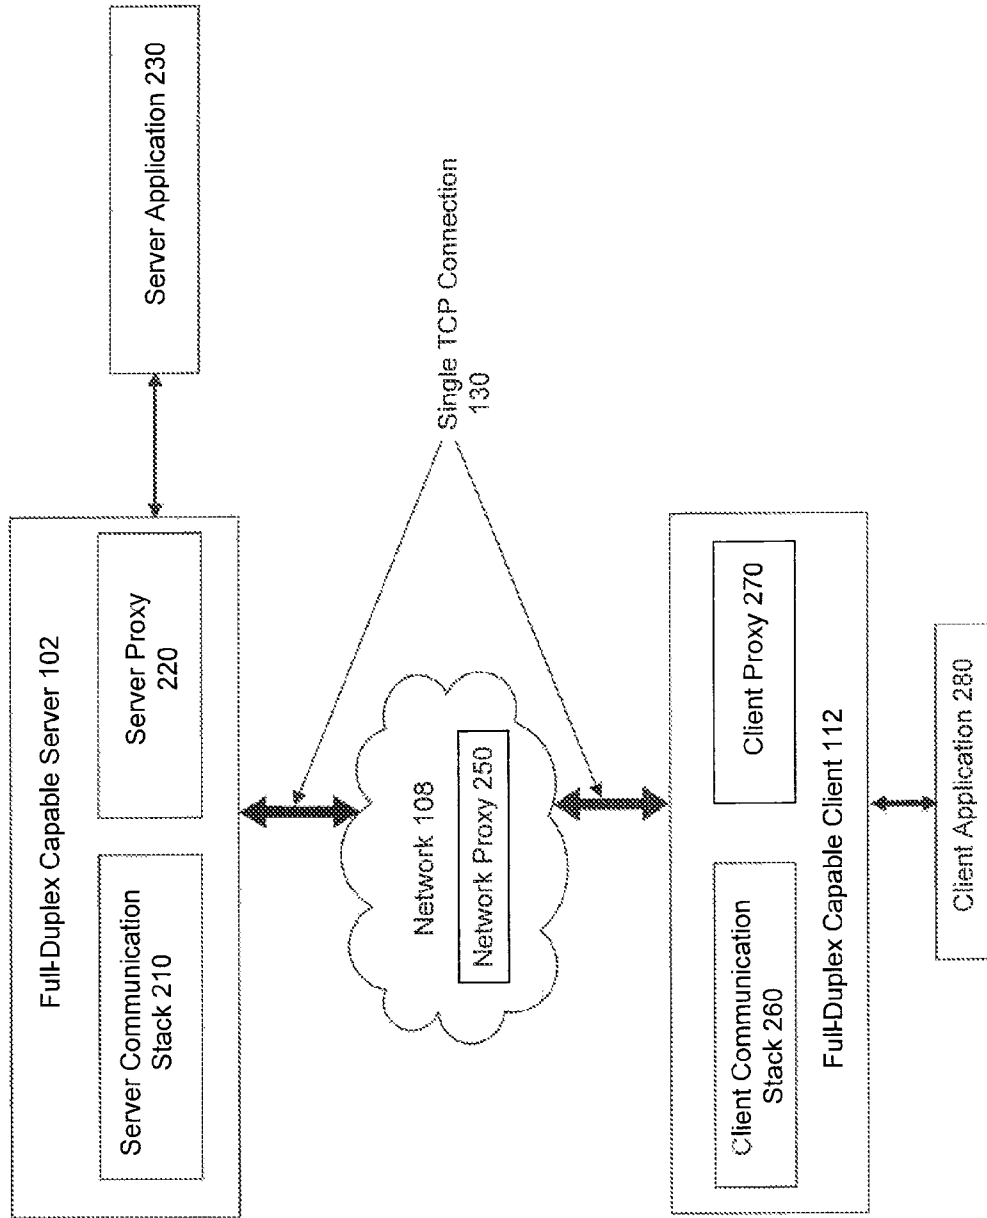 Full-Duplex Capable Server 102
Server Communication
Stack 210
Server Proxy
220
Server Application 230
Network 108
Network Proxy 250
Single TCP Connection
130
Client Communication
Stack 260
Client Proxy 270
Full-Duplex Capable Client 112
Client Application 280